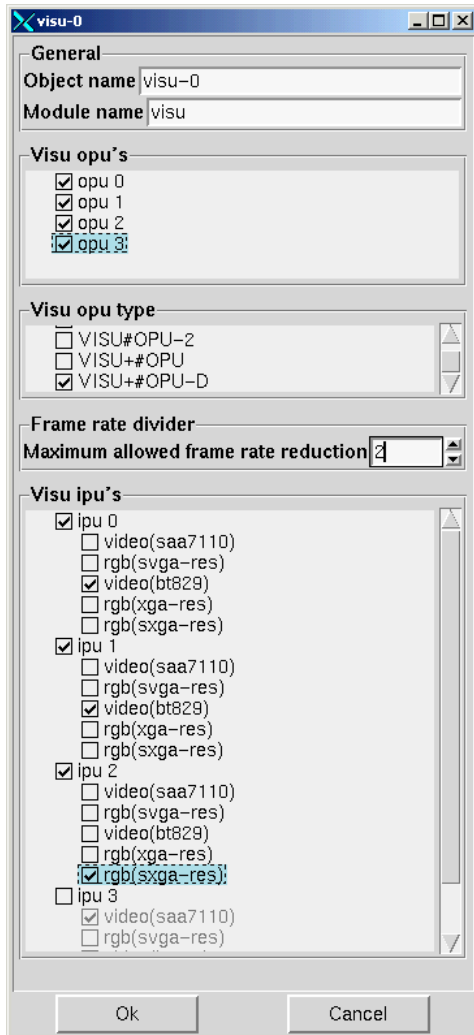 visu-0
General
Object name visu-0
Module name visu
Visu opu's
opu 0
opu 1
opu 2
opu 3
Visu opu type
VISU#OPU-2
VISU+#OPU
VISU+#OPU-D
Frame rate divider
Maximum allowed frame rate reduction 2
Visu ipu's
ipu 0
video(saa7110)
rgb(svga-res)
video(bt829)
rgb(xga-res)
rgb(sxga-res)
ipu 1
video(saa7110)
rgb(svga-res)
video(bt829)
rgb(xga-res)
rgb(sxga-res)
ipu 2
video(saa7110)
rgb(svga-res)
video(bt829)
rgb(xga-res)
rgb(sxga-res)
ipu 3
video(saa7110)
rgb(svga-res)
Ok Cancel